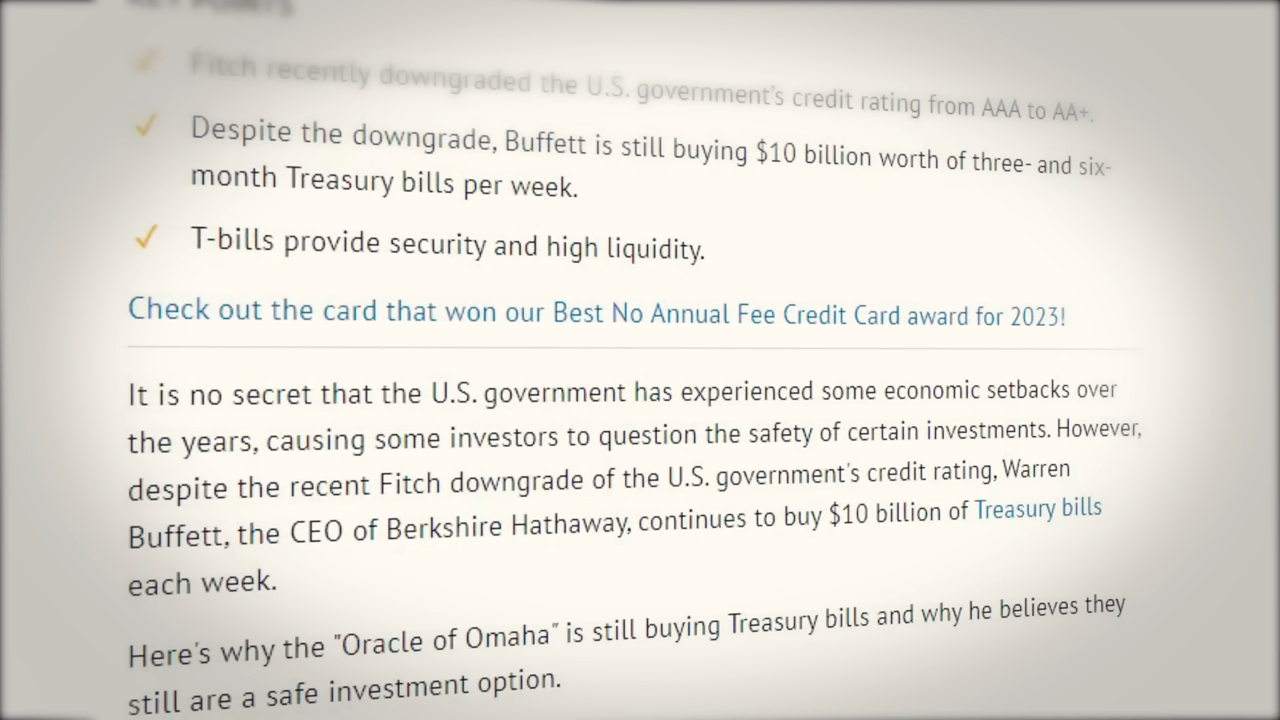 KEY POINTS
Fitch recently downgraded the U.S. government's credit rating from AAA to AA+.
Despite the downgrade, Buffett is still buying $10 billion worth of three- and six-
month Treasury bills per week.
T-bills provide security and high liquidity.
Check out the card that won our Best No Annual Fee Credit Card award for 2023!
It is no secret that the U.S. government has experienced some economic setbacks over
the years, causing some investors to question the safety of certain investments. However,
despite the recent Fitch downgrade of the U.S. government's credit rating, Warren
Buffett, the CEO of Berkshire Hathaway, continues to buy $10 billion of Treasury bills
each week.
Here's why the "Oracle of Omaha" is still buying Treasury bills and why he believes they
still are a safe investment option.